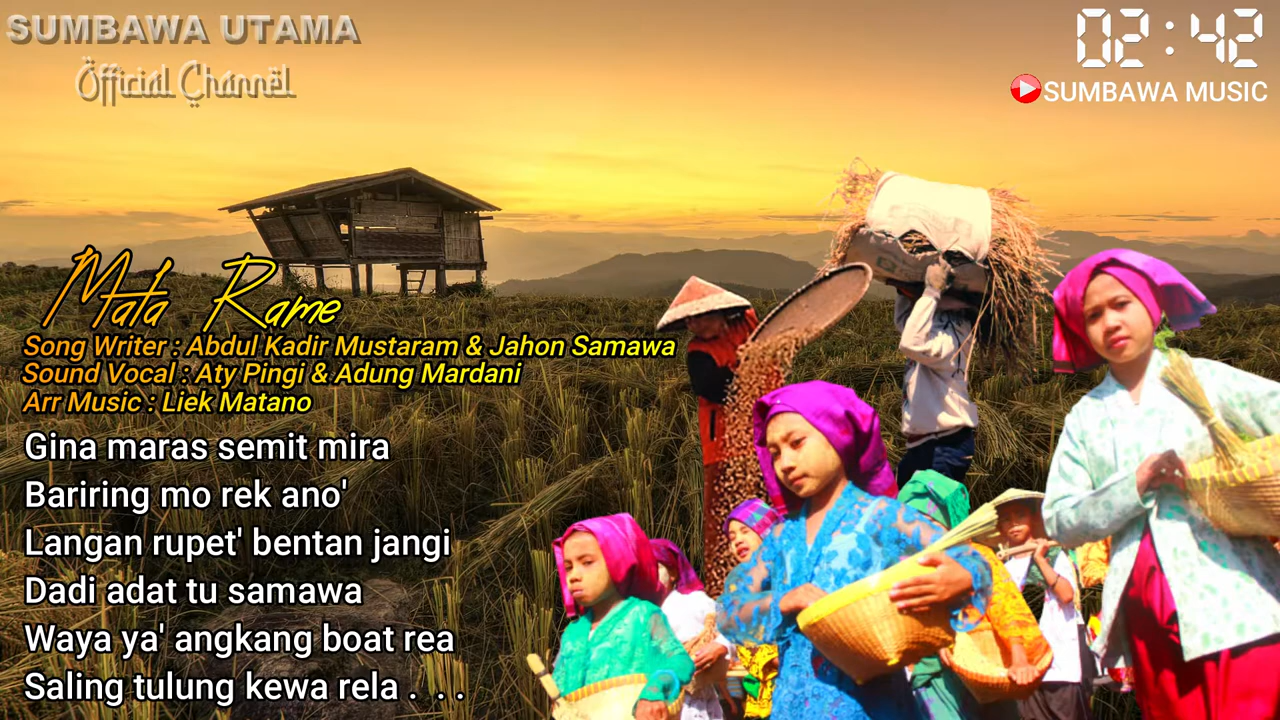 SUMBAWA UTAMA
Official Channel
02:42
SUMBAWA MUSIC
Mata Rame
Song Writer : Abdul Kadir Mustaram & Jahon Samawa
Sound Vocal : Aty Pingi & Adung Mardani
Arr Music : Liek Matano
Gina maras semit mira
Bariring mo rek ano'
Langan rupet' bentan jangi
Dadi adat tu samawa
Waya ya' angkang boat rea
Saling tulung kewa rela . . .